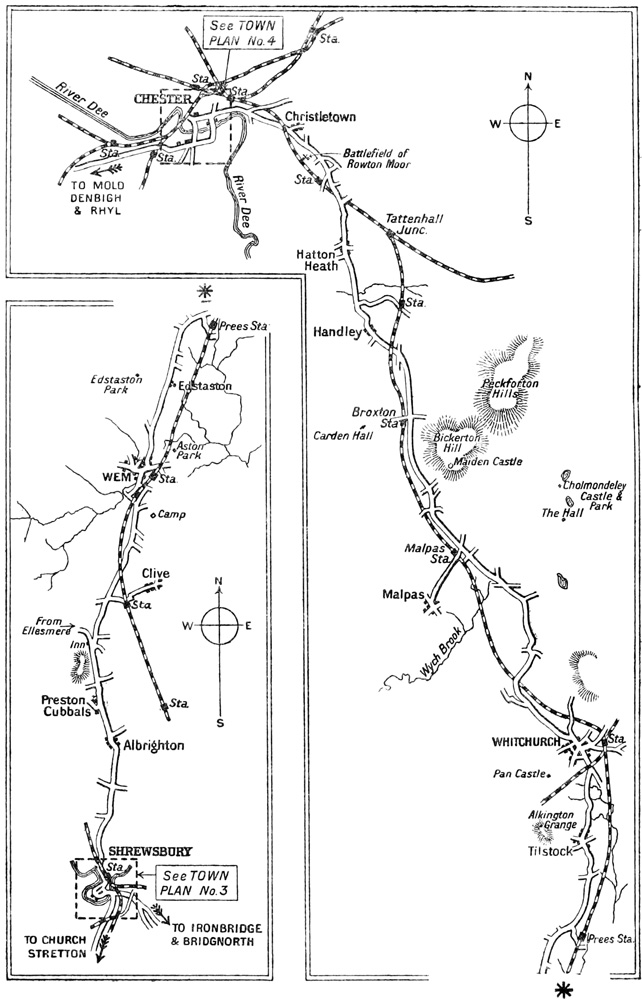 See TOWN
PLAN No. 4
Sta.
Sta.
Sta.
River Dee
CHESTER
Christletown
Sta.
Sta.
Battlefield of
Rowton Moor
Sta.
TO MOLD
DENBIGH
& RHYL
River Dee
N
W
E
S
Tattenhall
Junc.
Hatton
Heath
Sta.
Handley
Peckforton
Hills
Broxton
Sta
Carden Hall
Bickerton
Hill
Maiden Castle
Cholmondeley
Castle &
Park
The Hall
Malpas
Sta.
Malpas
Wych Brook
WHITCHURCH
Sta.
Pan Castle
Alkington
Grange
Tilstock
Prees Sta.
*
*
Prees Sta.
Edstaston
Park
Edstaston
Aston
Park
WEM
Sta.
Camp
Clive
Sta
From
Ellesmere
Inn
N
W
E
S
Sta.
Preston
Cubbals
Albrighton
SHREWSBURY
Sta.
See TOWN
PLAN No. 3
TO IRONBRIDGE
& BRIDGNORTH
TO CHURCH
STRETTON